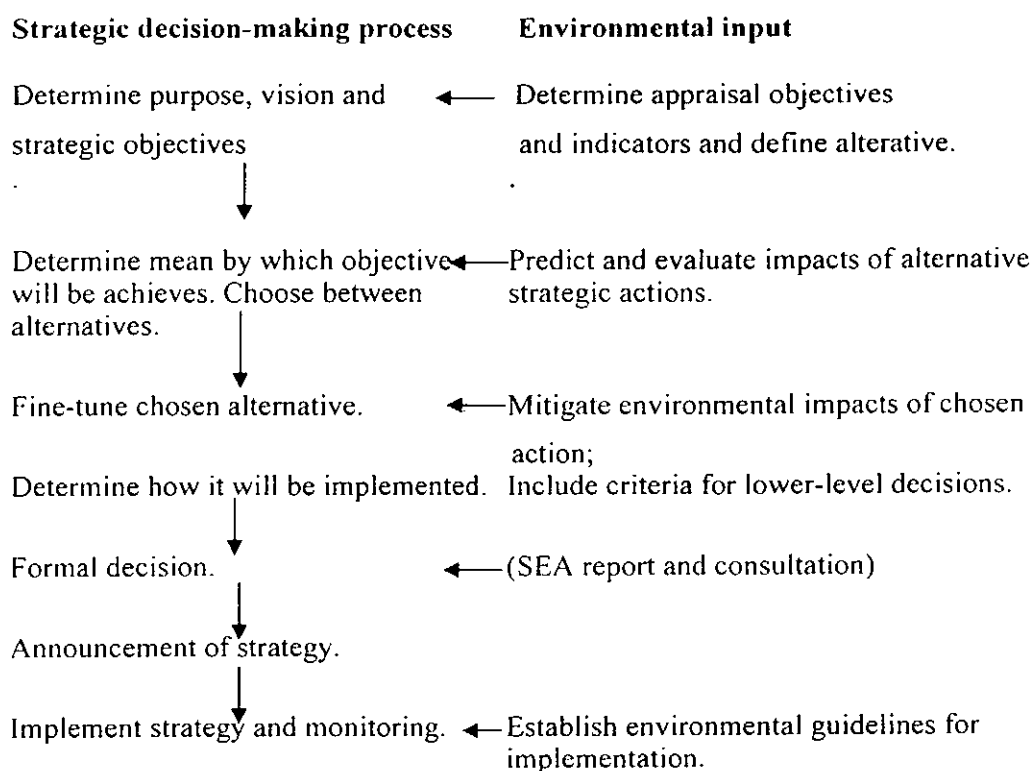 Strategic decision-making process Environmental input
Determine purpose, vision and Determine appraisal objectives
strategic objectives and indicators and define alterative.
. .
Determine mean by which objective Predict and evaluate impacts of alternative
will be achieves. Choose between strategic actions.
alternatives.
Fine-tune chosen alternative. Mitigate environmental impacts of chosen
action;
Determine how it will be implemented. Include criteria for lower-level decisions.
Formal decision. (SEA report and consultation)
Announcement of strategy.
Implement strategy and monitoring. Establish environmental guidelines for
implementation.